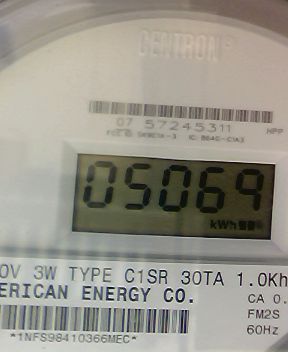 CENTRON®
07 57245311
HPP
05069
kWh
0V 3W TYPE C1SR 30TA 1.0Kh
ERICAN ENERGY CO.
CA 0.
FM2S
60Hz
*1NFS98410366MEC*